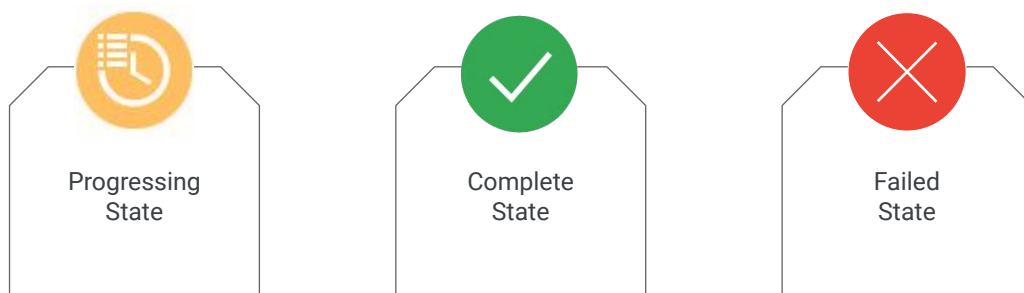 Progressing
State
Complete
State
Failed
State